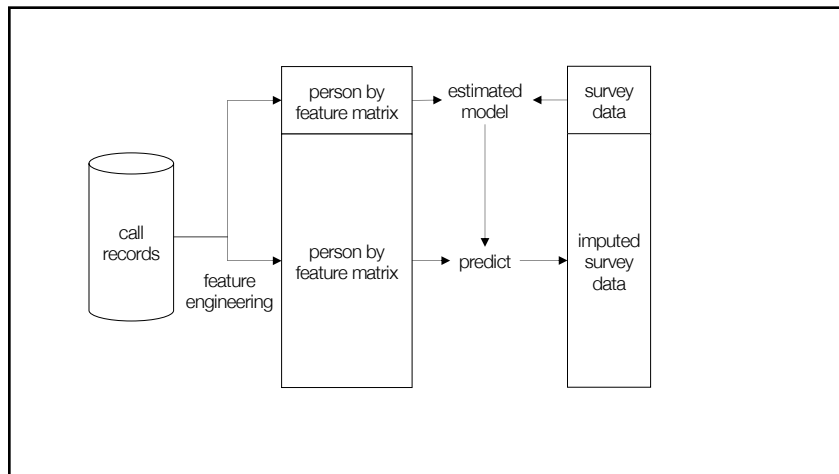 person by
feature matrix
estimated
model
survey
data
call
records
feature
engineering
person by
feature matrix
predict
imputed
survey
data